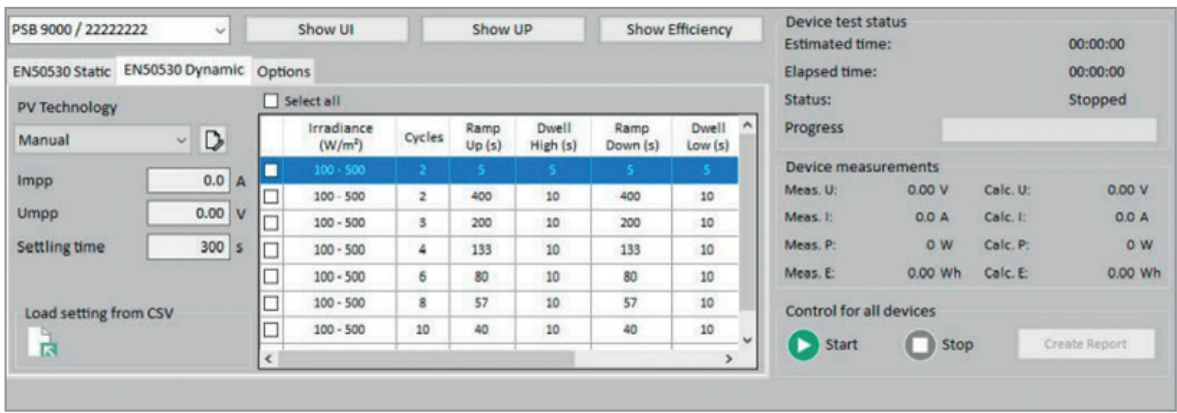 PSB 9000 / 22222222 Show UI Show UP Show Efficiency
EN50530 Static EN50530 Dynamic Options
PV Technology
Manual
Impp 0.0 A
Umpp 0.00 V
Settling time 300 s
Load setting from CSV
Select all
Irradiance (W/m²) Cycles Ramp Up (s) Dwell High (s) Ramp Down (s) Dwell Low (s)
100 - 500 2 5 5 5 5
100 - 500 2 400 10 400 10
100 - 500 3 200 10 200 10
100 - 500 4 133 10 133 10
100 - 500 6 80 10 80 10
100 - 500 8 57 10 57 10
100 - 500 10 40 10 40 10
Device test status
Estimated time: 00:00:00
Elapsed time: 00:00:00
Status: Stopped
Progress
Device measurements
Meas. U: 0.00 V Calc. U: 0.00 V
Meas. I: 0.0 A Calc. I: 0.0 A
Meas. P: 0 W Calc. P: 0 W
Meas. E: 0.00 Wh Calc. E: 0.00 Wh
Control for all devices
Start Stop Create Report